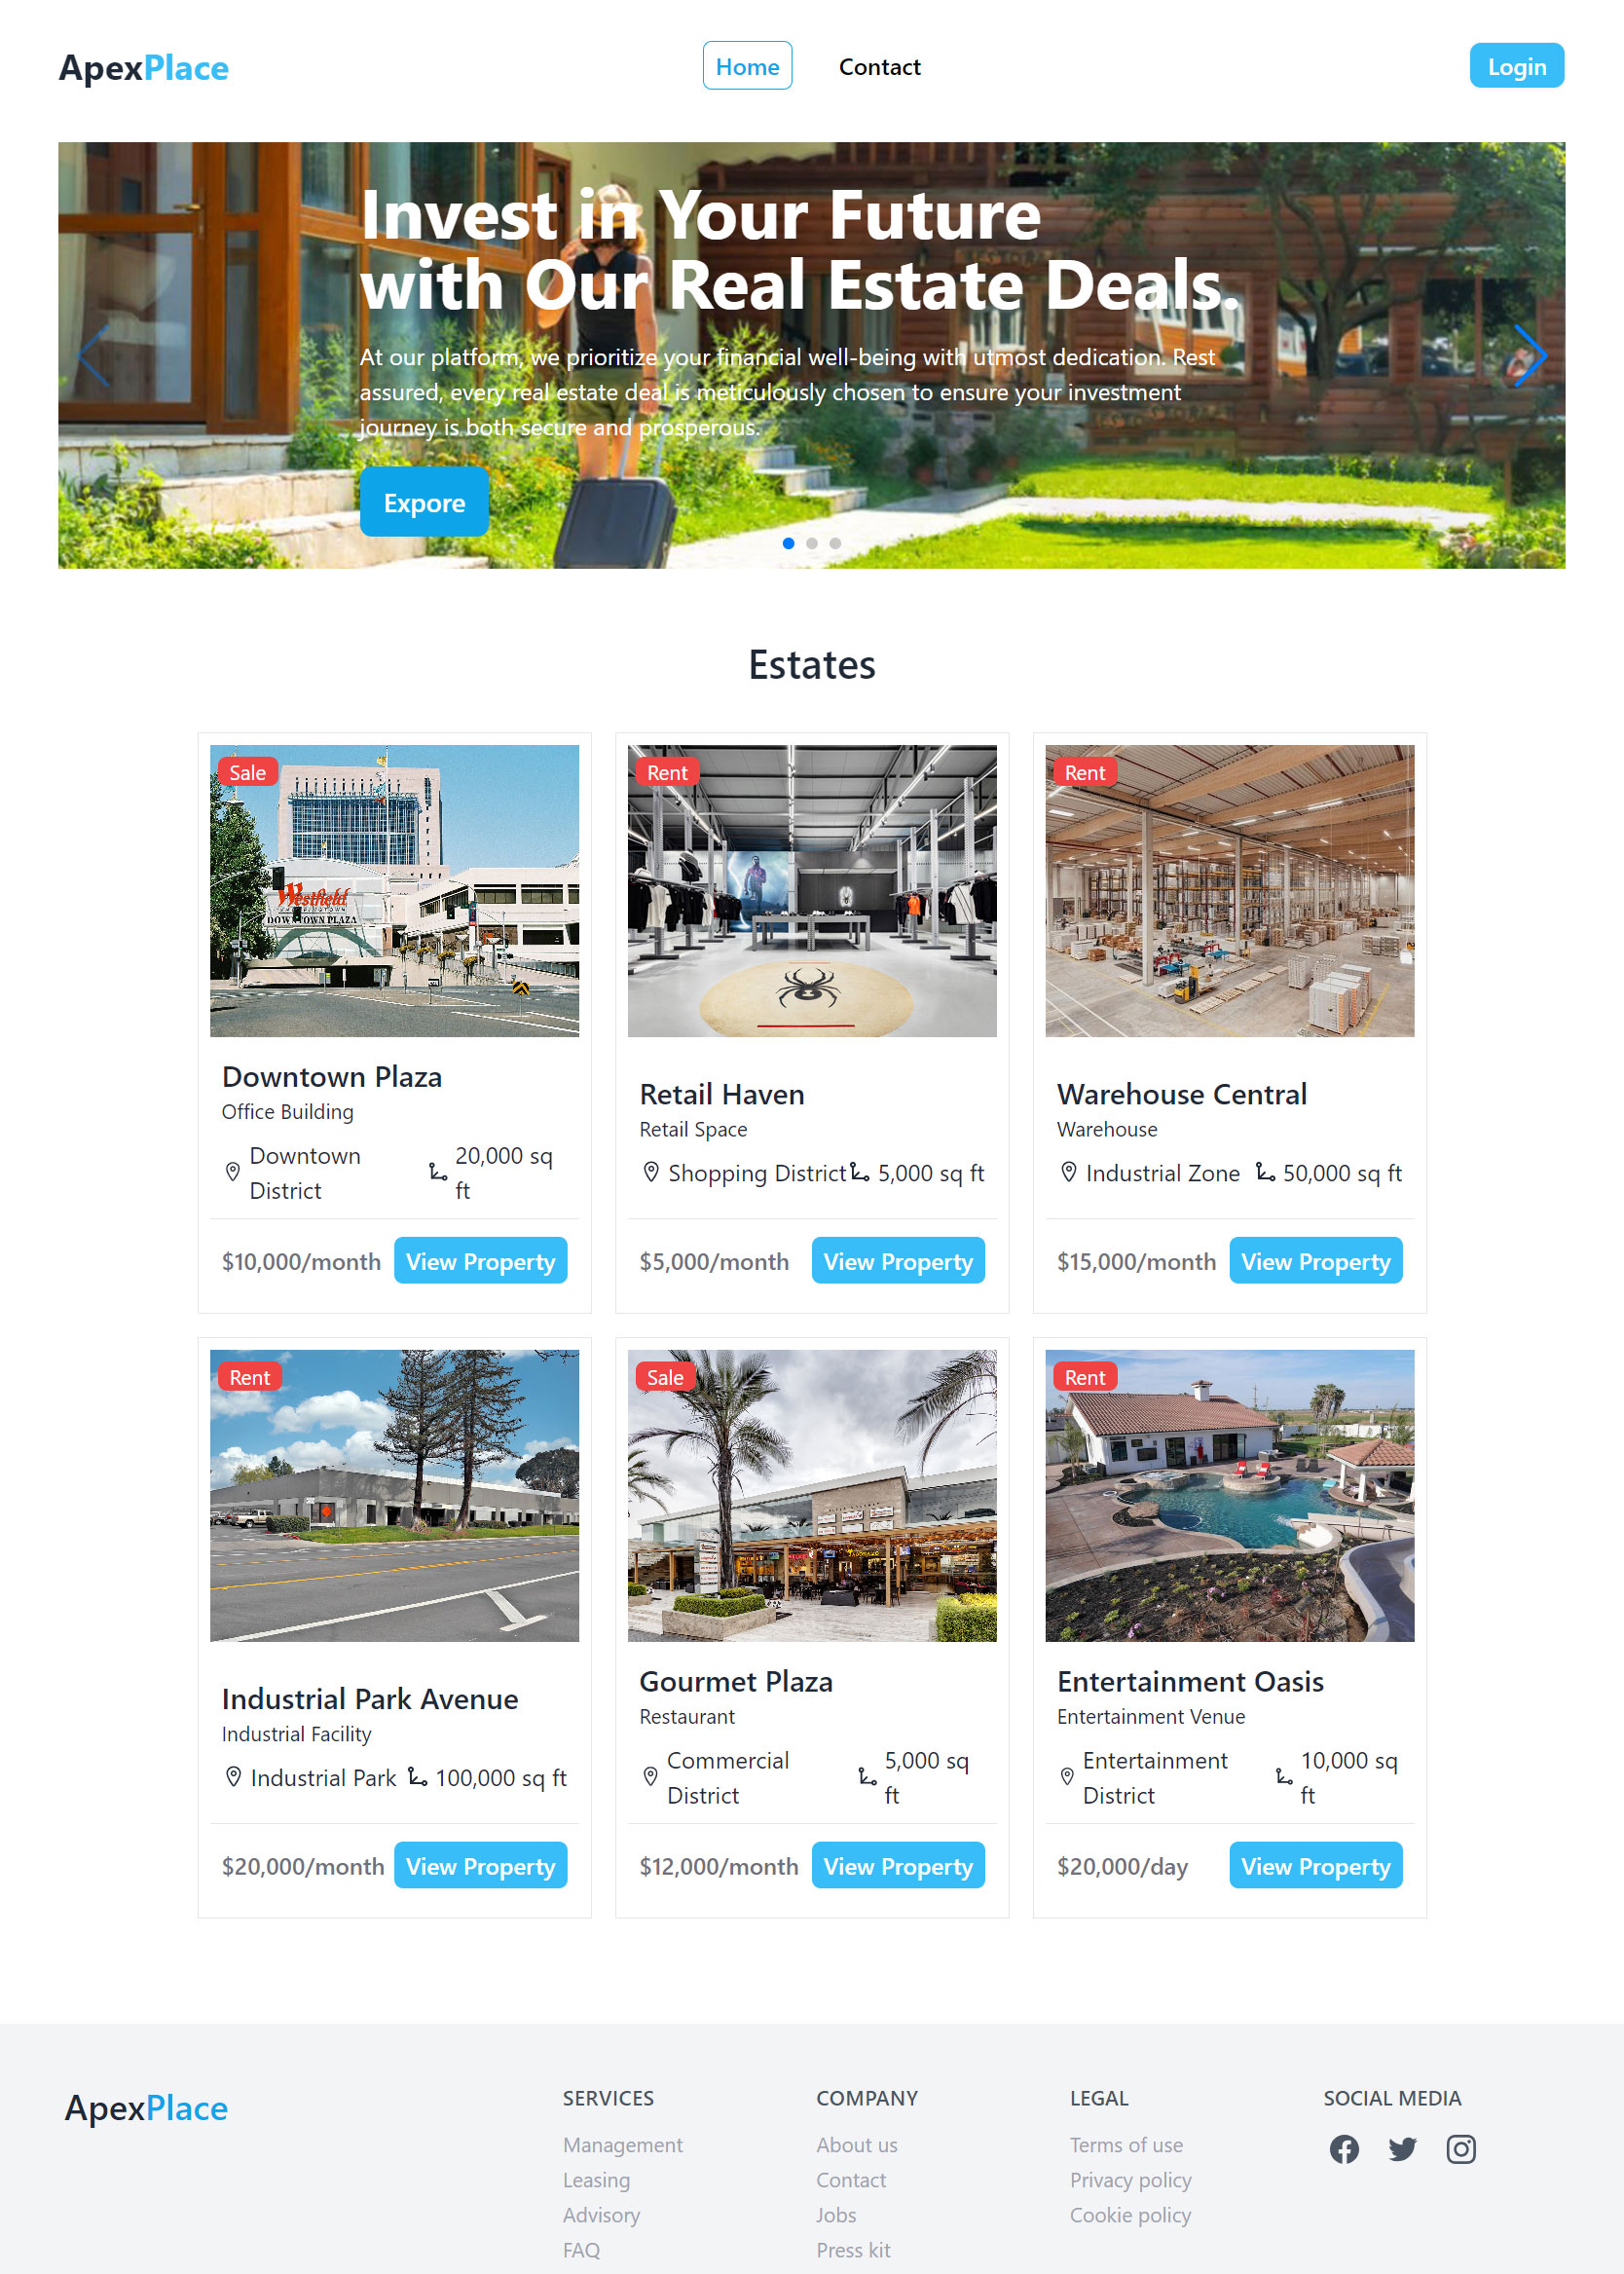 ApexPlace
Home
Contact
Login
Invest in Your Future
with Our Real Estate Deals.
At our platform, we prioritize your financial well-being with utmost dedication. Rest
assured, every real estate deal is meticulously chosen to ensure your investment
journey is both secure and prosperous.
Expore
Estates
Sale
Westfield
DOWNTOWN PLAZA
Downtown Plaza
Office Building
Downtown
District
20,000 sq
ft
$10,000/month
View Property
Rent
Retail Haven
Retail Space
Shopping District
5,000 sq ft
$5,000/month
View Property
Rent
Warehouse Central
Warehouse
Industrial Zone
50,000 sq ft
$15,000/month
View Property
Rent
Industrial Park Avenue
Industrial Facility
Industrial Park
100,000 sq ft
$20,000/month
View Property
Sale
Gourmet Plaza
Restaurant
Commercial
District
5,000 sq
ft
$12,000/month
View Property
Rent
Entertainment Oasis
Entertainment Venue
Entertainment
District
10,000 sq
ft
$20,000/day
View Property
ApexPlace
SERVICES
Management
Leasing
Advisory
FAQ
COMPANY
About us
Contact
Jobs
Press kit
LEGAL
Terms of use
Privacy policy
Cookie policy
SOCIAL MEDIA